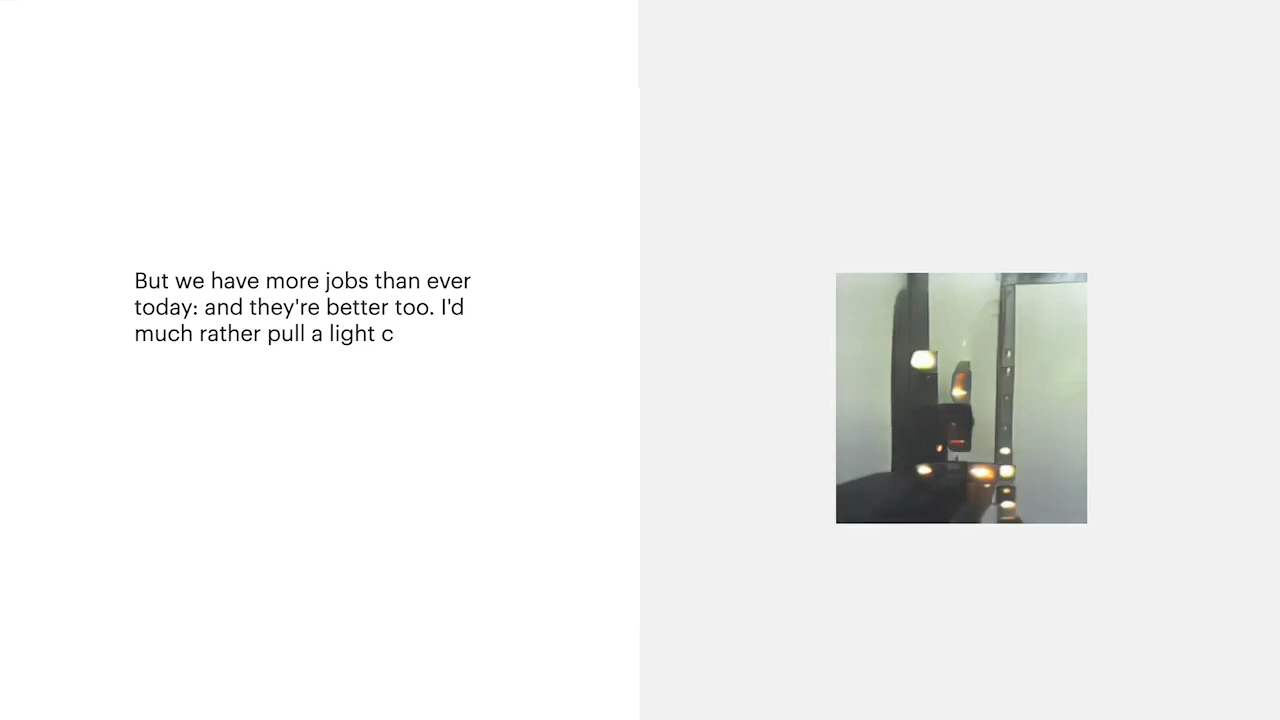 But we have more jobs than ever
today: and they're better too. I'd
much rather pull a light c